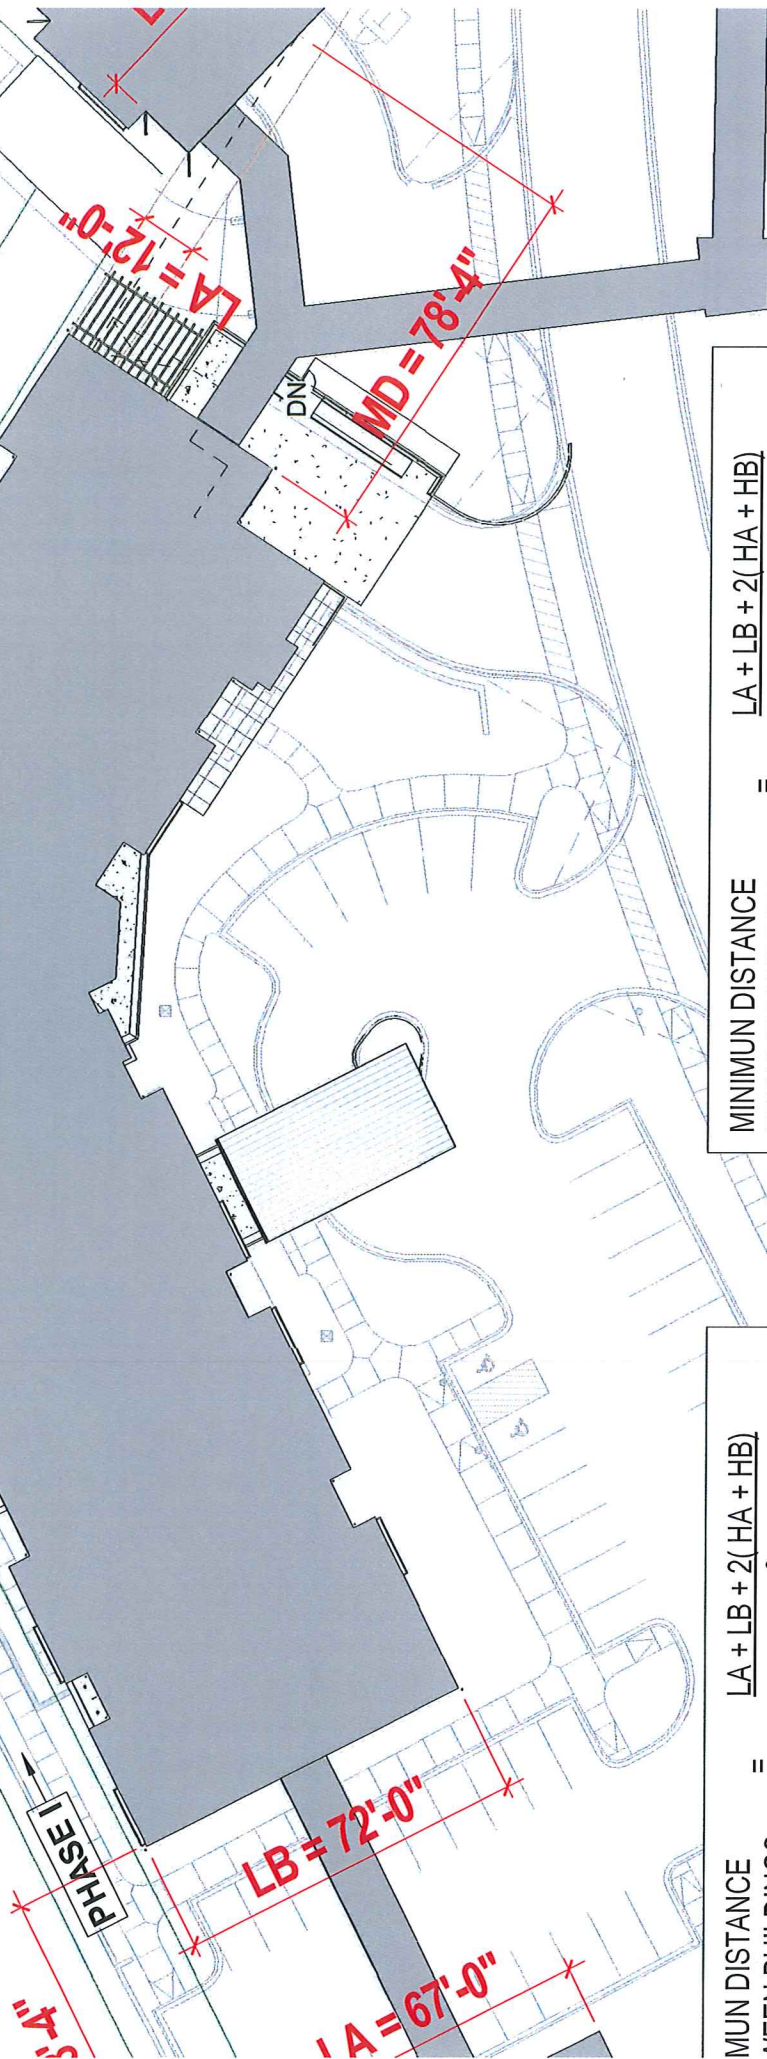 LA = 12'-0"
DN
MD = 78'-4"
PHASE I
LB = 72'-0"
LA = 67'-0"
MINIMUN DISTANCE
=
LA + LB + 2( HA + HB)
MUN DISTANCE
=
LA + LB + 2( HA + HB)